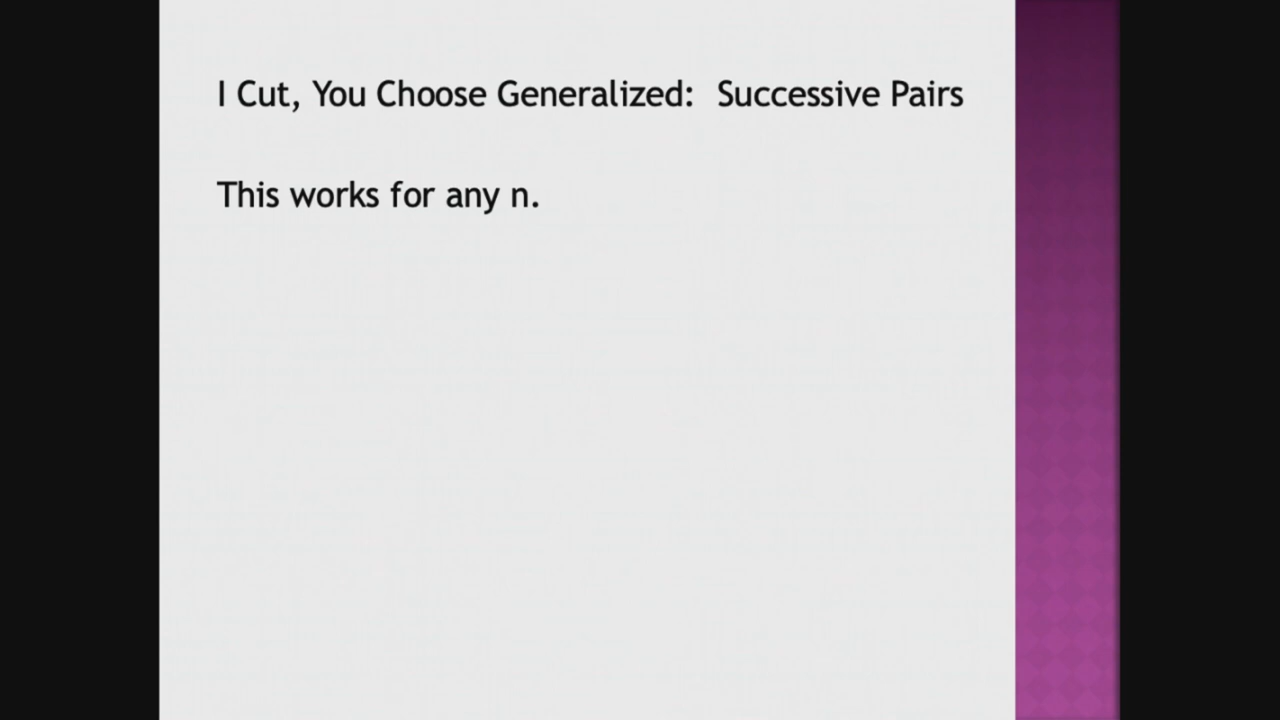 I Cut, You Choose Generalized: Successive Pairs
This works for any n.